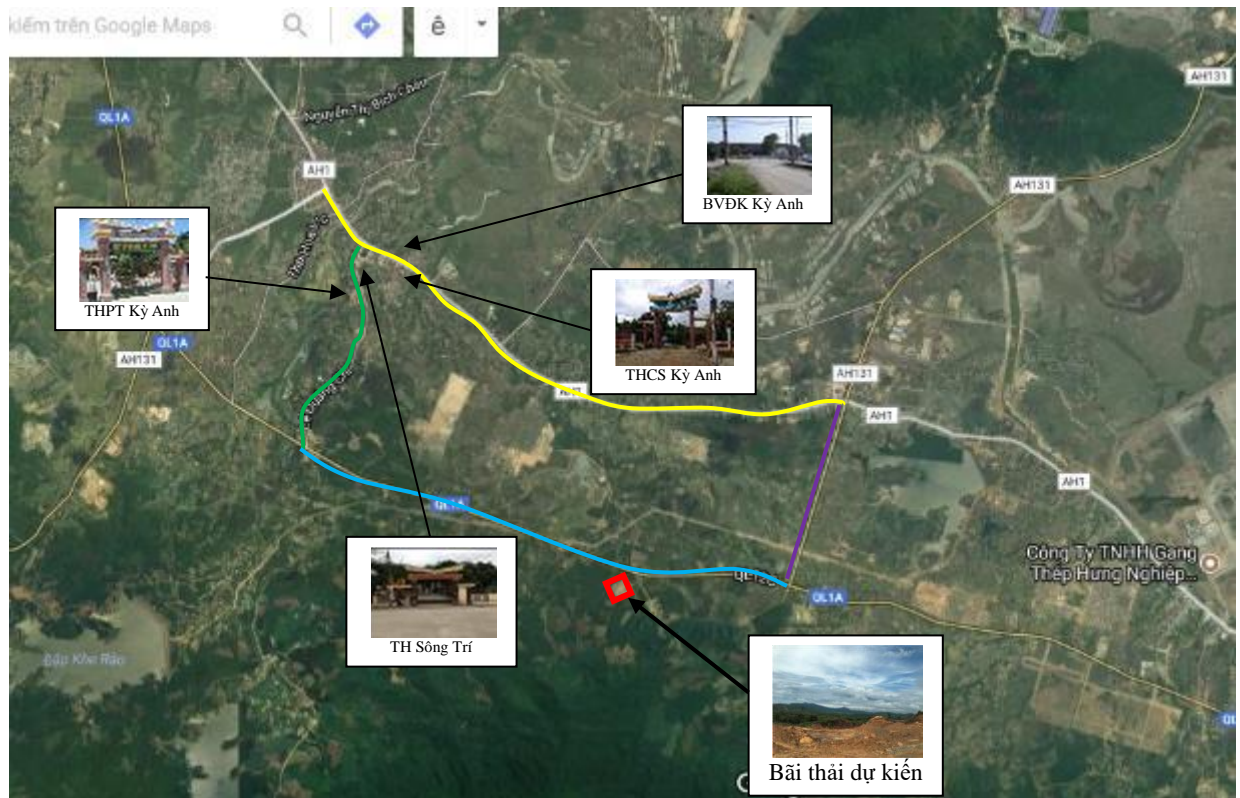 kiếm trên Google Maps
ê
AH131
QL1A
Nguyễn Thị Bích Châu
AH1
BVĐK Kỳ Anh
AH131
THPT Kỳ Anh
THCS Kỳ Anh
QL1A
AH131
AH131
AH1
AH1
QL1A
Công Ty TNHH Gang
Thép Hưng Nghiệp...
QL1A
TH Sông Trí
Đập Khe Rão
Bãi thải dự kiến